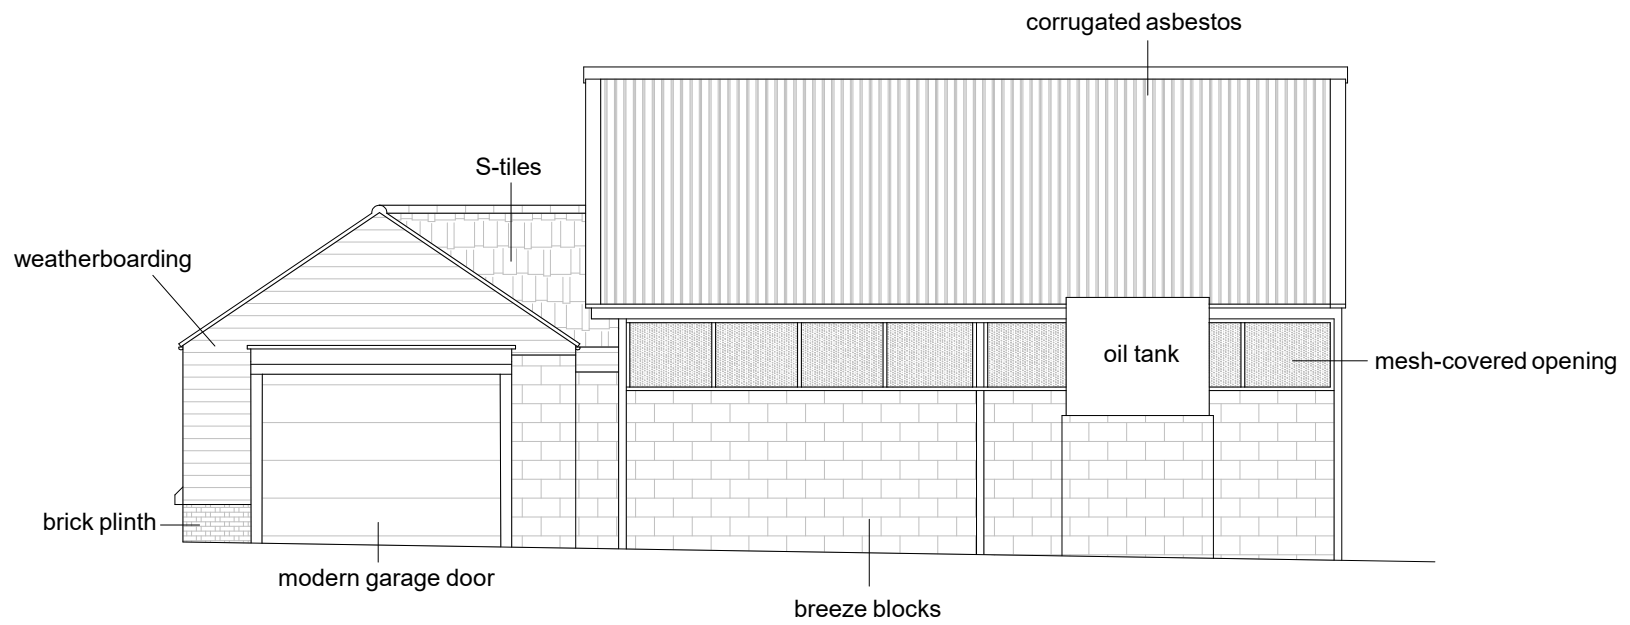 corrugated asbestos
S-tiles
weatherboarding
oil tank
mesh-covered opening
brick plinth
modern garage door
breeze blocks